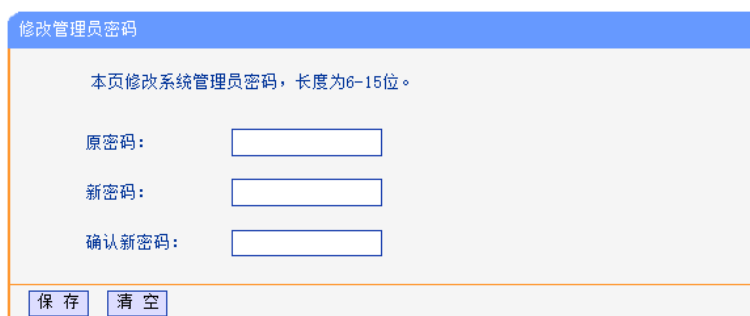 修改管理员密码
本页修改系统管理员密码，长度为6-15位。
原密码:
新密码:
确认新密码:
保 存 清 空